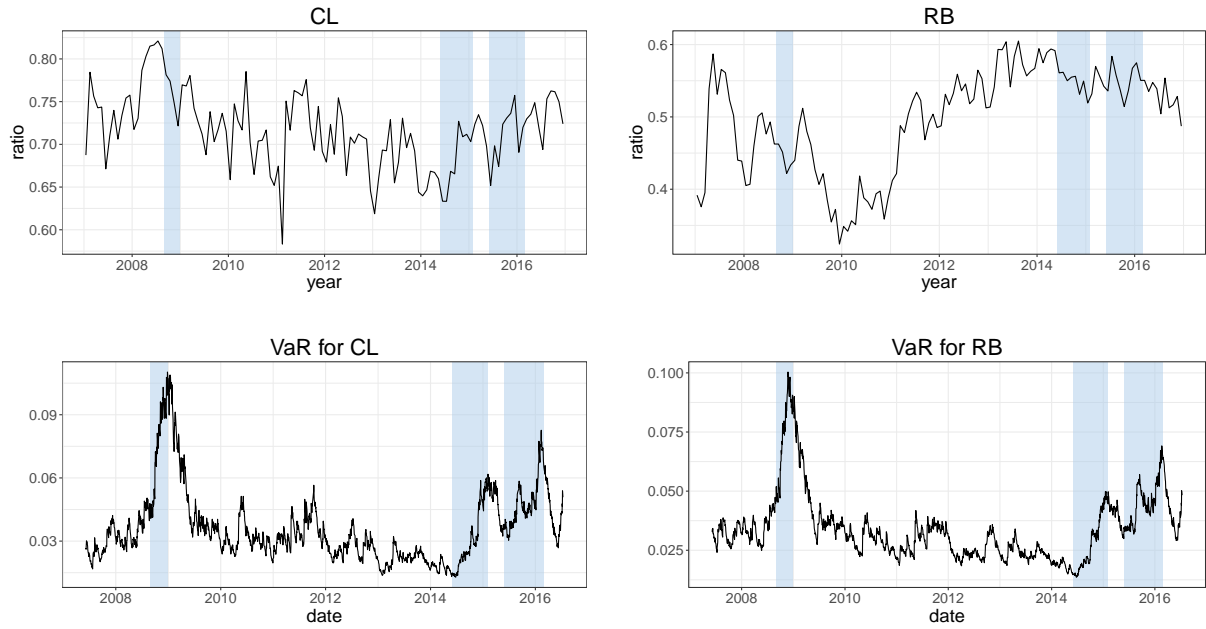 CL
0.80
0.75
0.70
0.65
0.60
ratio
2008 2010 2012 2014 2016
year
RB
0.6
0.5
0.4
ratio
2008 2010 2012 2014 2016
year
VaR for CL
0.09
0.06
0.03
2008 2010 2012 2014 2016
date
VaR for RB
0.100
0.075
0.050
0.025
2008 2010 2012 2014 2016
date